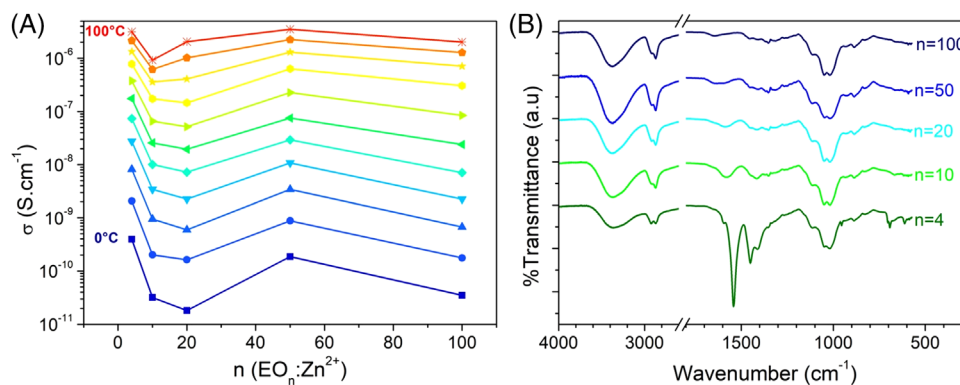 (A)
100°C
10⁻⁶
10⁻⁷
10⁻⁸
10⁻⁹
10⁻¹⁰
10⁻¹¹
0°C
σ (S.cm⁻¹)
0 20 40 60 80 100
n (EOₙ:Zn²⁺)
(B)
%Transmittance (a.u)
n=100
n=50
n=20
n=10
n=4
4000 3000 1500 1000 500
Wavenumber (cm⁻¹)